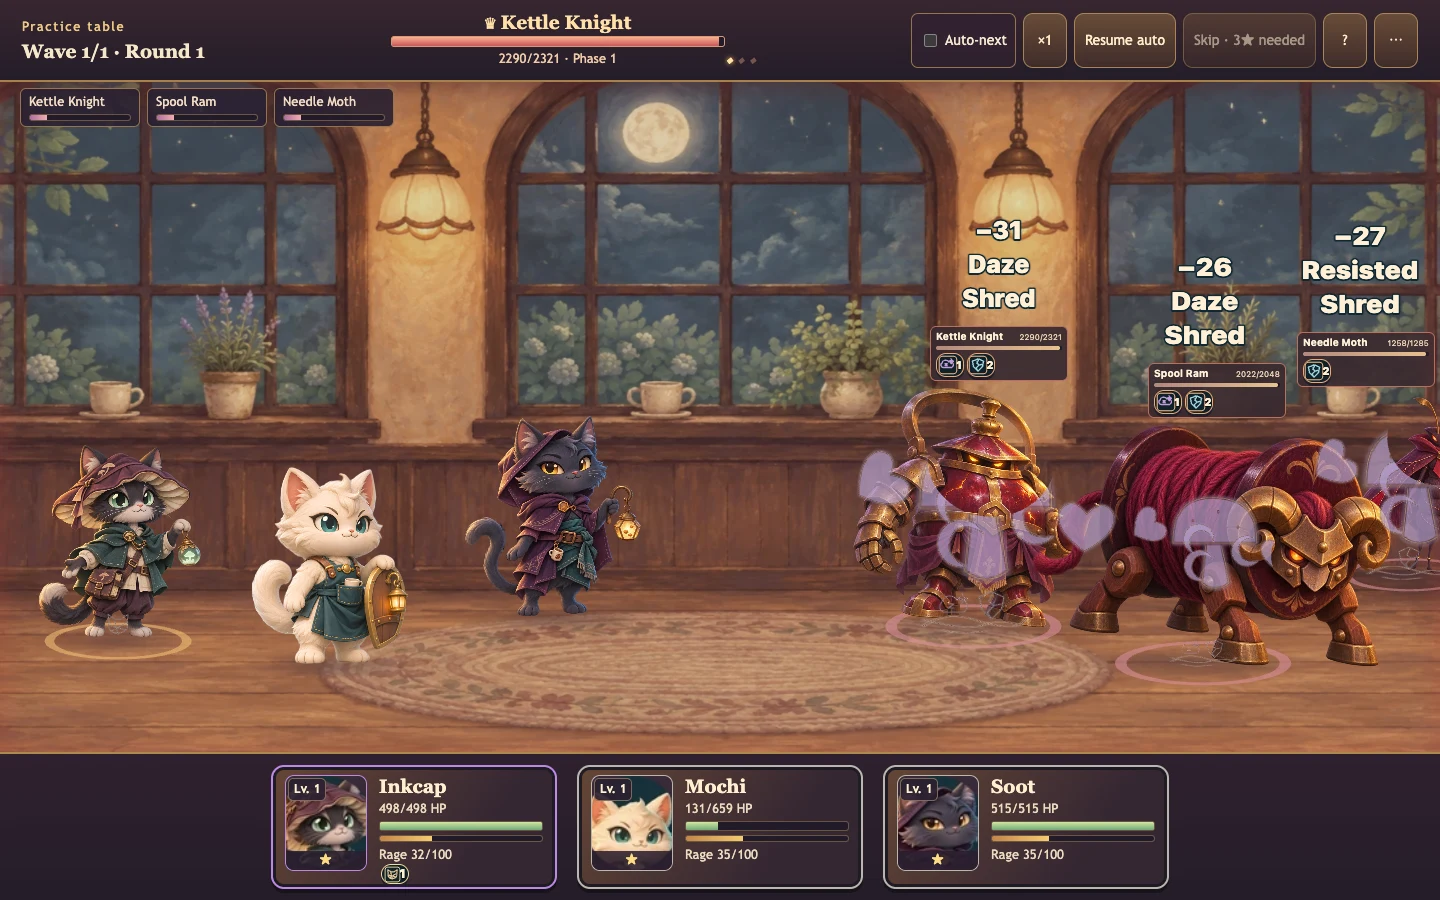 Practice table
Wave 1/1 · Round 1
♛ Kettle Knight
2290/2321 · Phase 1
Auto-next
×1
Resume auto
Skip · 3★ needed
?
···
Kettle Knight
Spool Ram
Needle Moth
−31
Daze
Shred
−26
Daze
Shred
−27
Resisted
Shred
Kettle Knight 2290/2321
1 2
Spool Ram 2022/2048
1 2
Needle Moth 1258/1285
2
Lv. 1
Inkcap
498/498 HP
Rage 32/100
1
Lv. 1
Mochi
131/659 HP
Rage 35/100
Lv. 1
Soot
515/515 HP
Rage 35/100